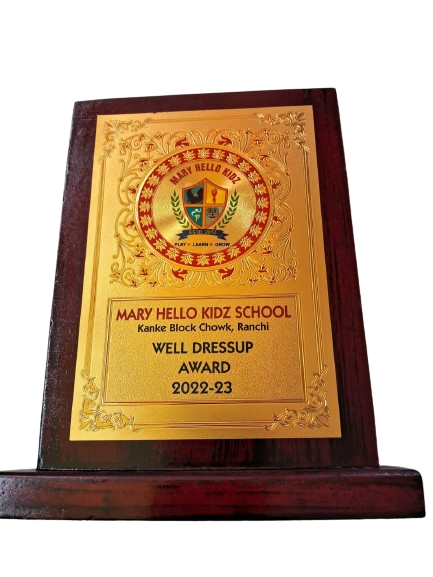 MARY HELLO KIDZ
PLAY LEARN GROW
MARY HELLO KIDZ SCHOOL
Kanke Block Chowk, Ranchi
WELL DRESSUP
AWARD
2022-23